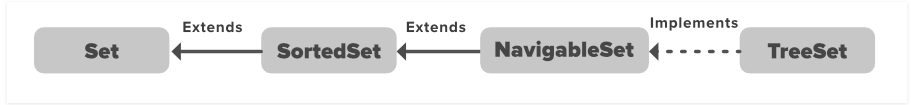 Extends Extends Implements
Set SortedSet NavigableSet TreeSet